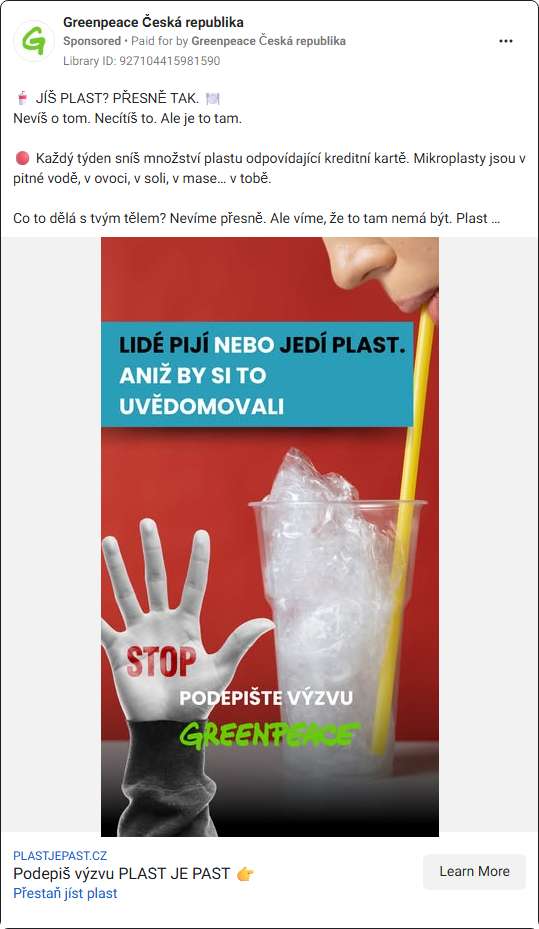 Greenpeace Česká republika
Sponsored • Paid for by Greenpeace Česká republika
Library ID: 927104415981590
🥤 JÍŠ PLAST? PŘESNĚ TAK. 🍽️
Nevíš o tom. Necítíš to. Ale je to tam.
🔴 Každý týden sníš množství plastu odpovídající kreditní kartě. Mikroplasty jsou v
pitné vodě, v ovoci, v soli, v mase… v tobě.
Co to dělá s tvým tělem? Nevíme přesně. Ale víme, že to tam nemá být. Plast ...
LIDÉ PIJÍ NEBO JEDÍ PLAST.
ANIŽ BY SI TO
UVĚDOMOVALI
STOP
PODEPIŠTE VÝZVU
GREENPEACE
PLASTJEPAST.CZ
Podepiš výzvu PLAST JE PAST 👉
Přestaň jíst plast
Learn More